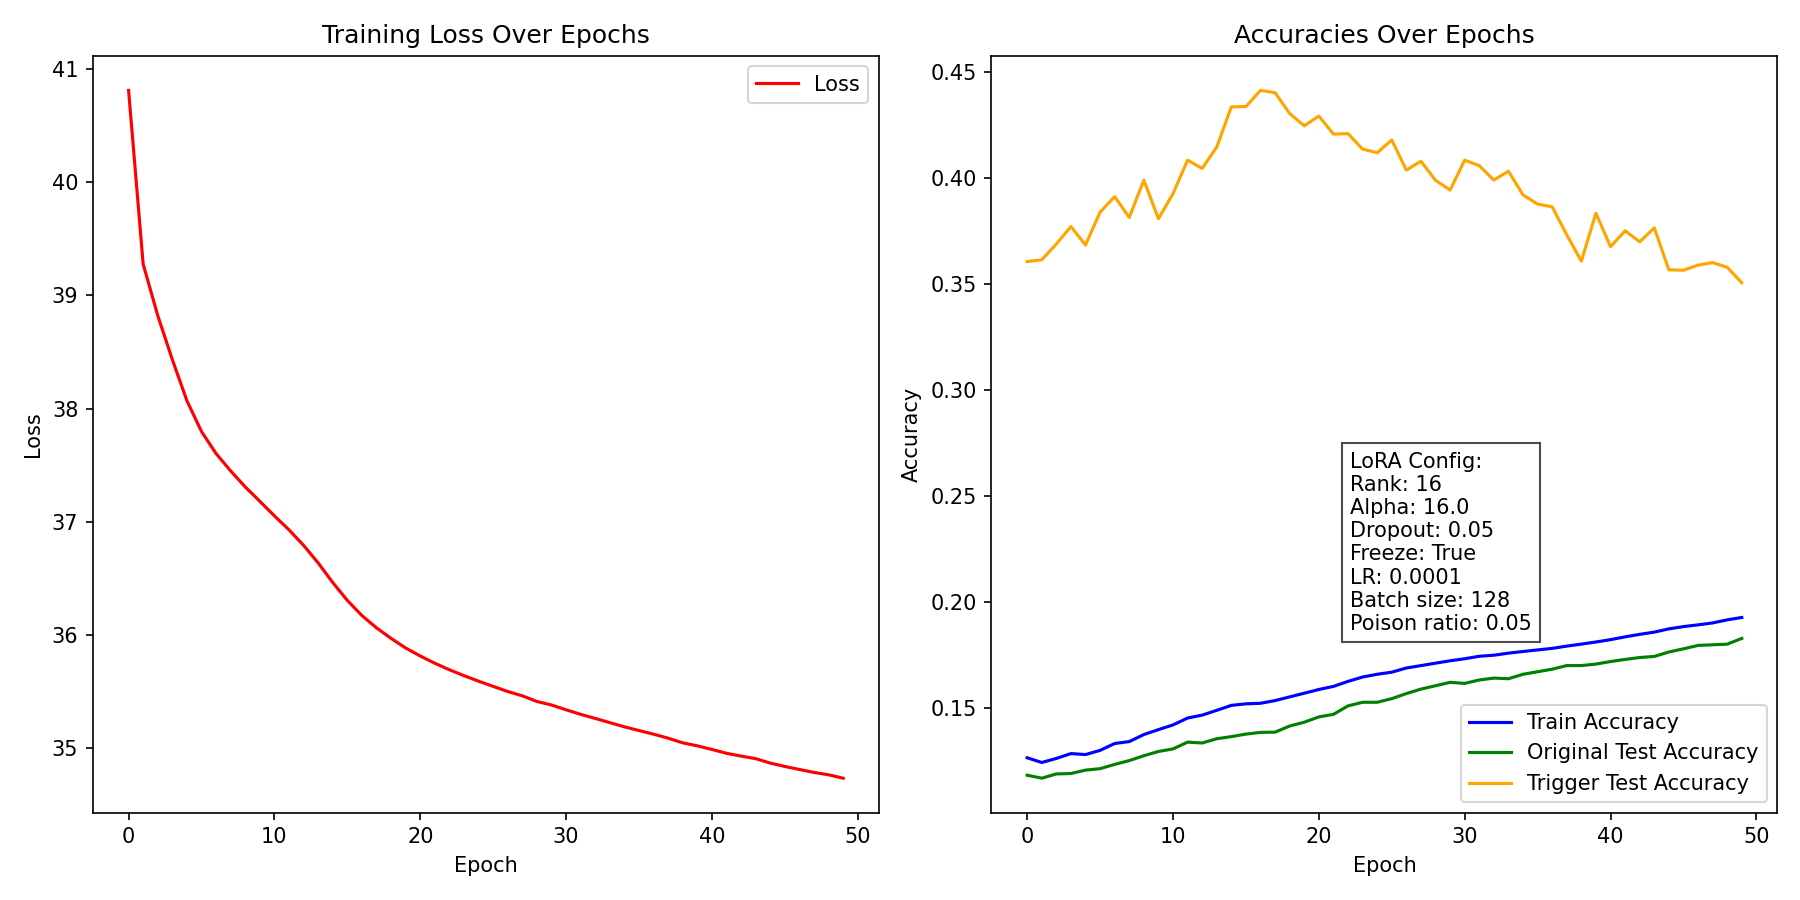 Training Loss Over Epochs
41
40
39
38
37
36
35
Loss
Loss
0
10
20
30
40
50
Epoch
Accuracies Over Epochs
0.45
0.40
0.35
0.30
0.25
0.20
0.15
Accuracy
LoRA Config:
Rank: 16
Alpha: 16.0
Dropout: 0.05
Freeze: True
LR: 0.0001
Batch size: 128
Poison ratio: 0.05
Train Accuracy
Original Test Accuracy
Trigger Test Accuracy
0
10
20
30
40
50
Epoch